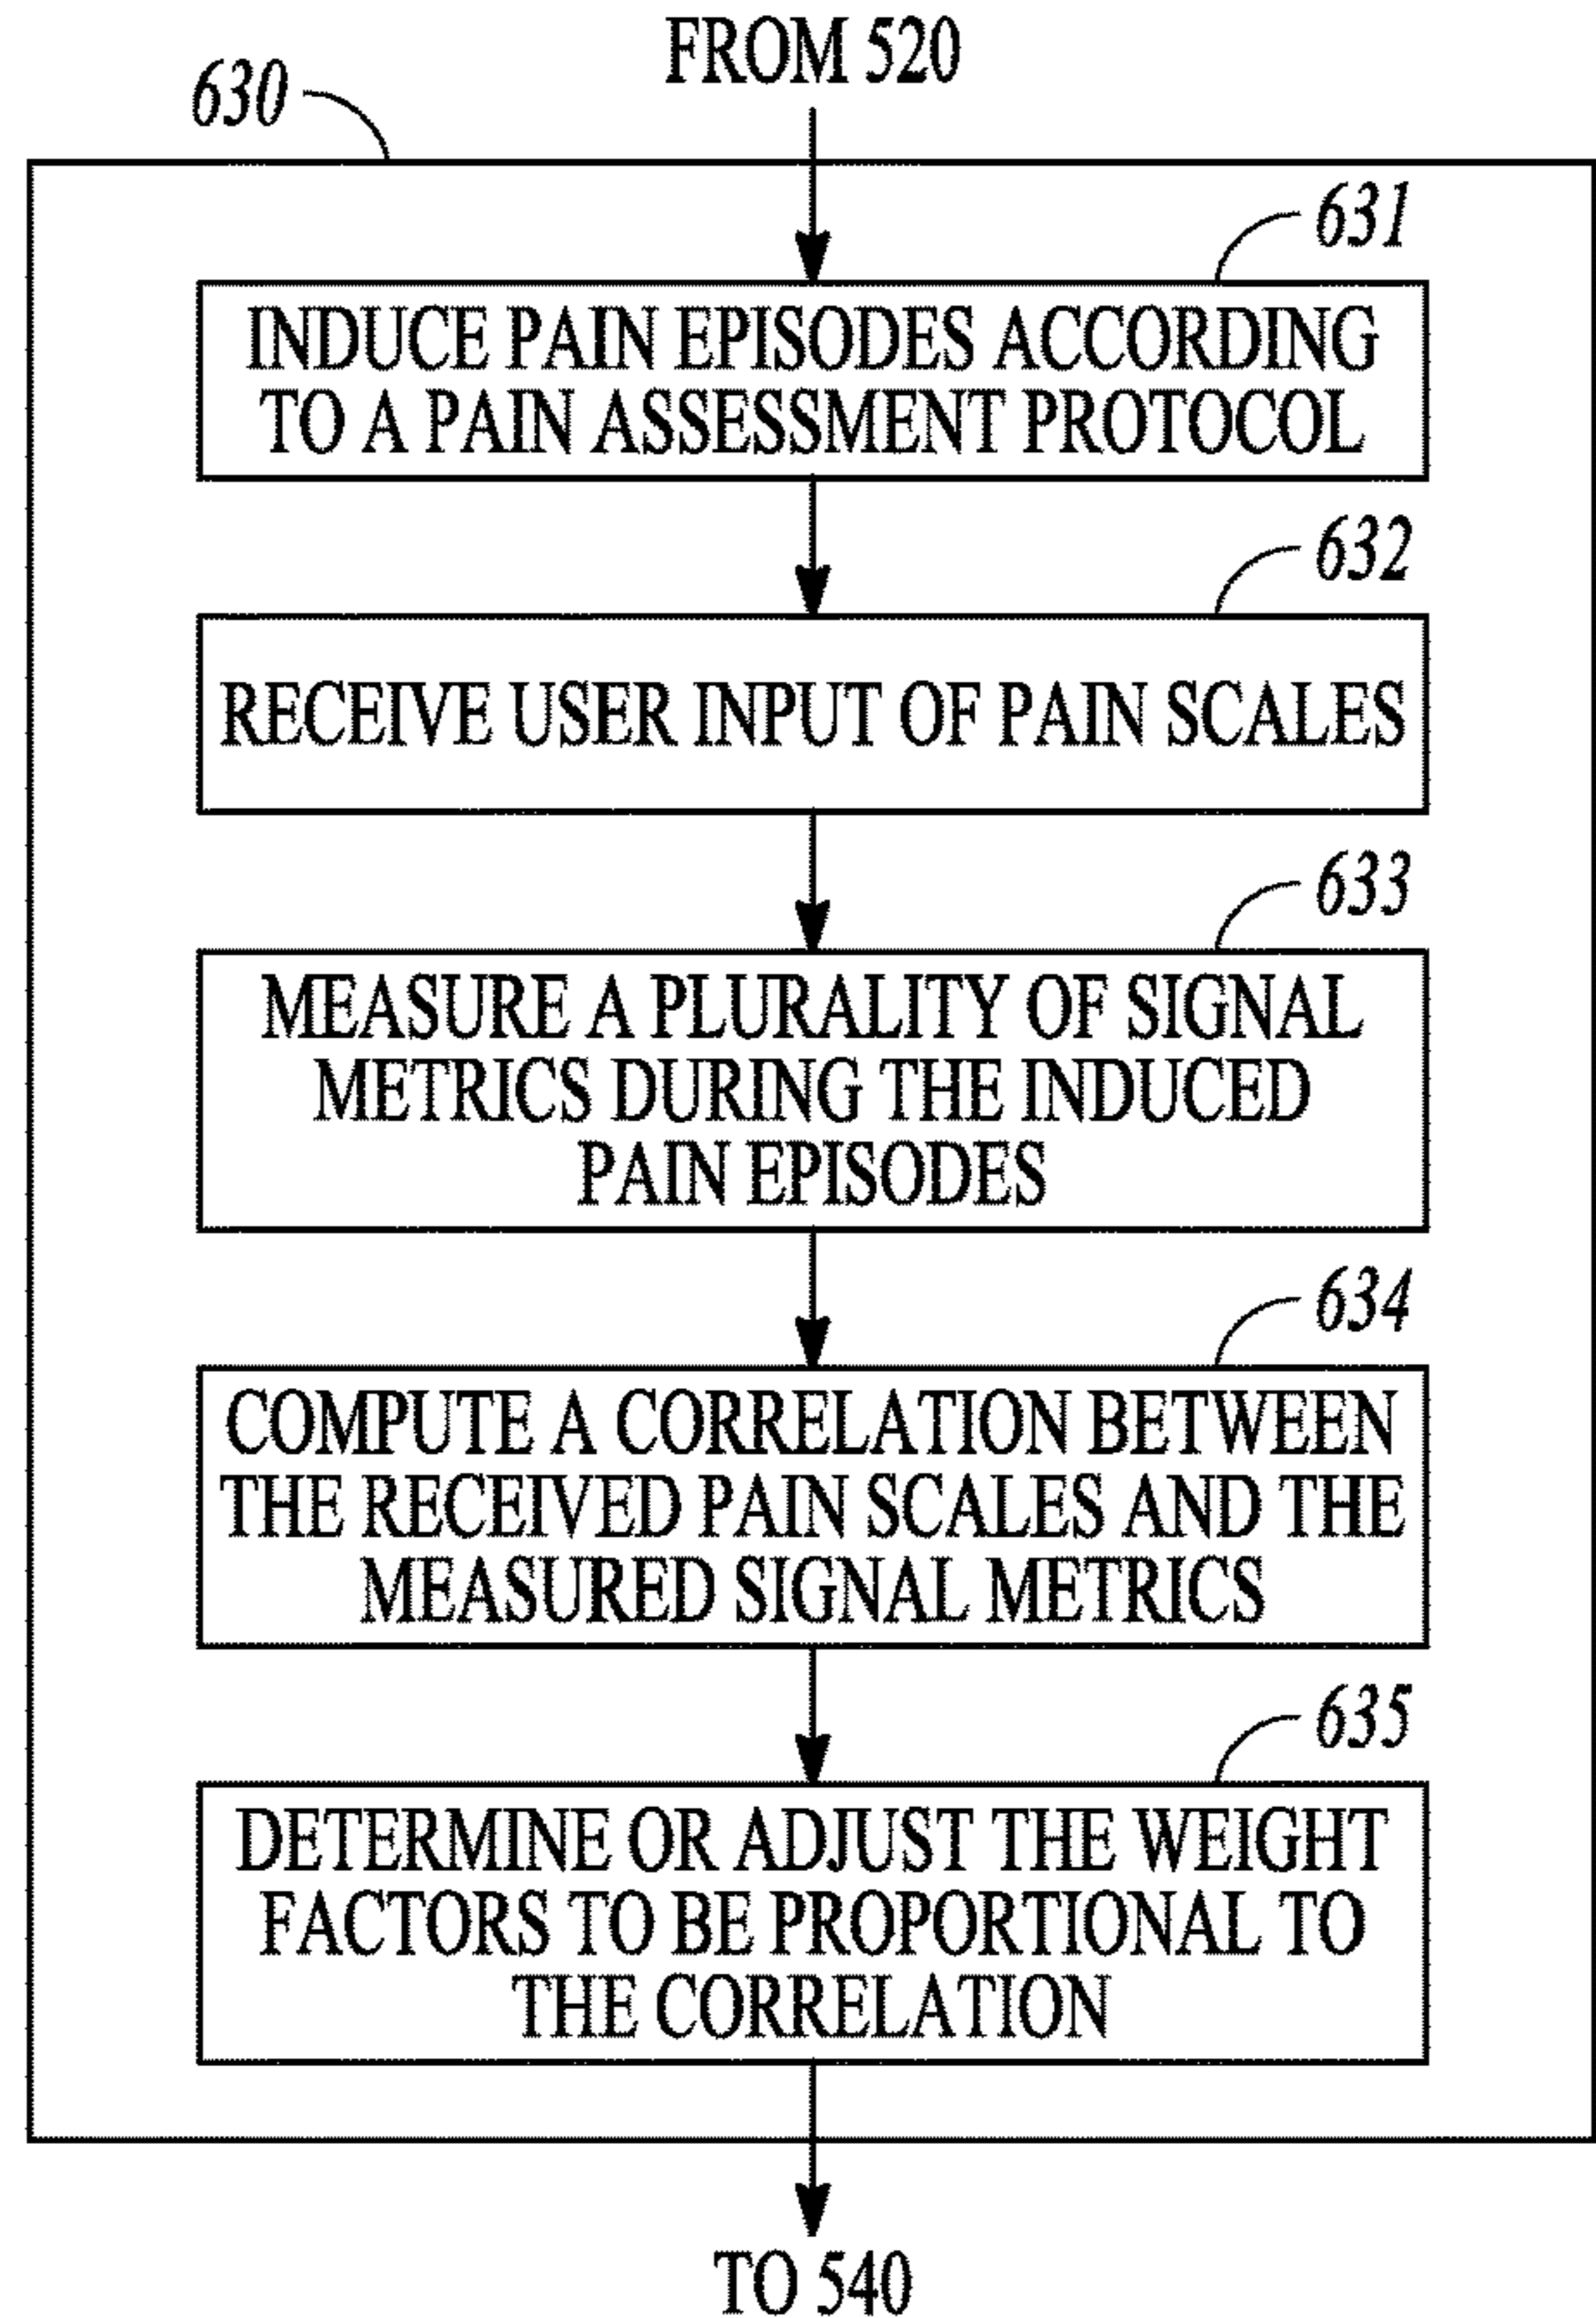 FROM 520
630
631
INDUCE PAIN EPISODES ACCORDING
TO A PAIN ASSESSMENT PROTOCOL
632
RECEIVE USER INPUT OF PAIN SCALES
633
MEASURE A PLURALITY OF SIGNAL
METRICS DURING THE INDUCED
PAIN EPISODES
634
COMPUTE A CORRELATION BETWEEN
THE RECEIVED PAIN SCALES AND THE
MEASURED SIGNAL METRICS
635
DETERMINE OR ADJUST THE WEIGHT
FACTORS TO BE PROPORTIONAL TO
THE CORRELATION
TO 540